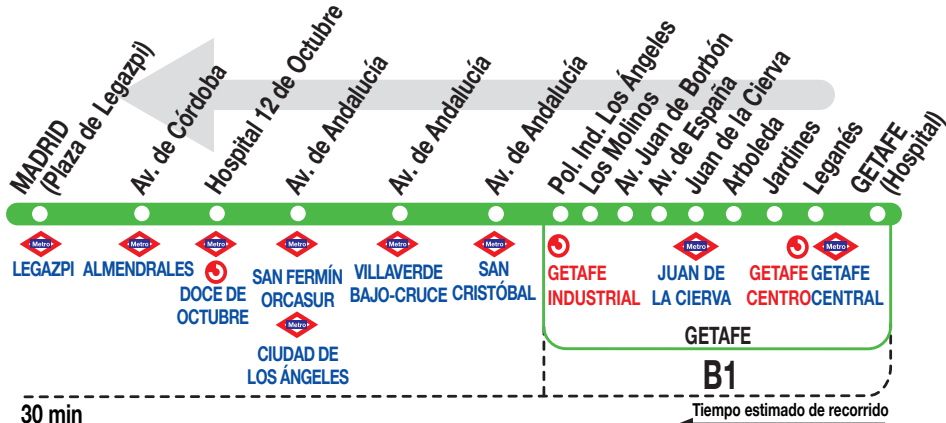 MADRID
(Plaza de Legazpi)
Av. de Córdoba
Hospital 12 de Octubre
Av. de Andalucía
Av. de Andalucía
Av. de Andalucía
Pol. Ind. Los Ángeles
Los Molinos
Av. Juan de Borbón
Av. de España
Juan de la Cierva
Arboleda
Jardines
Leganés
GETAFE
(Hospital)
Metro
LEGAZPI
Metro
ALMENDRALES
Metro
DOCE DE
OCTUBRE
Metro
SAN FERMÍN
ORCASUR
Metro
CIUDAD DE
LOS ÁNGELES
Metro
VILLAVERDE
BAJO-CRUCE
Metro
SAN
CRISTÓBAL
GETAFE
INDUSTRIAL
Metro
JUAN DE
LA CIERVA
GETAFE
CENTRO
Metro
GETAFE
CENTRAL
GETAFE
B1
30 min
Tiempo estimado de recorrido